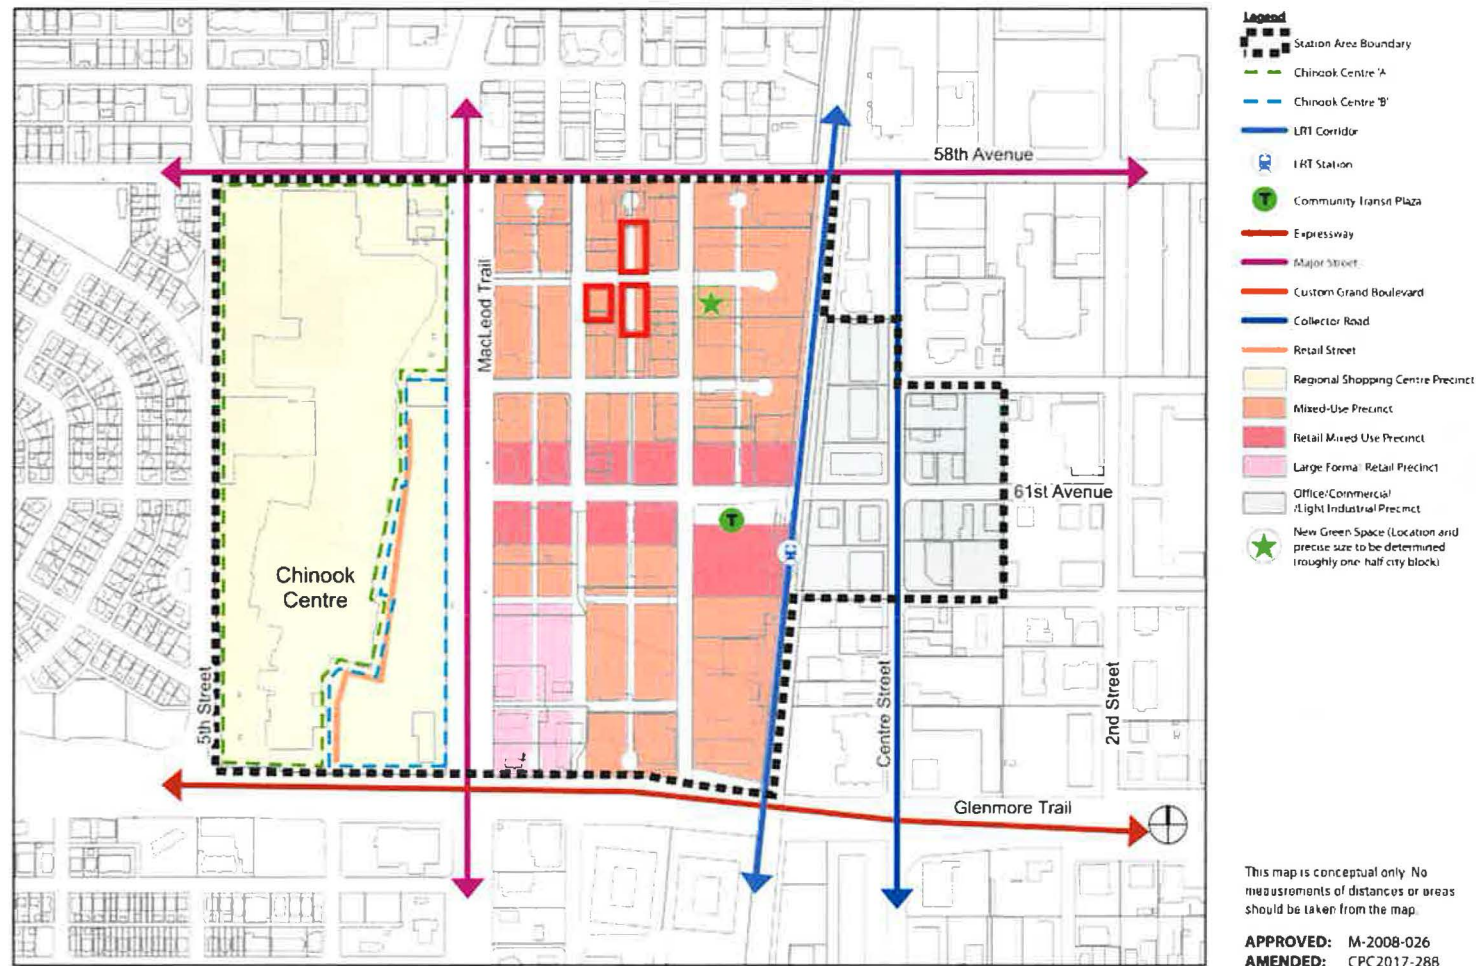 Legend
Station Area Boundary
Chinook Centre 'A'
Chinook Centre 'B'
LRT Corridor
LRT Station
Community Transit Plaza
Expressway
Major Street
Custom Grand Boulevard
Collector Road
Retail Street
Regional Shopping Centre Precinct
Mixed-Use Precinct
Retail Mixed Use Precinct
Large Format Retail Precinct
Office/Commercial
/Light Industrial Precinct
New Green Space (Location and
precise size to be determined
(roughly one half city block)
58th Avenue
MacLeod Trail
61st Avenue
T
Chinook
Centre
5th Street
Centre Street
2nd Street
Glenmore Trail
This map is conceptual only. No
measurements of distances or areas
should be taken from the map.
APPROVED: M-2008-026
AMENDED: CPC2017-288